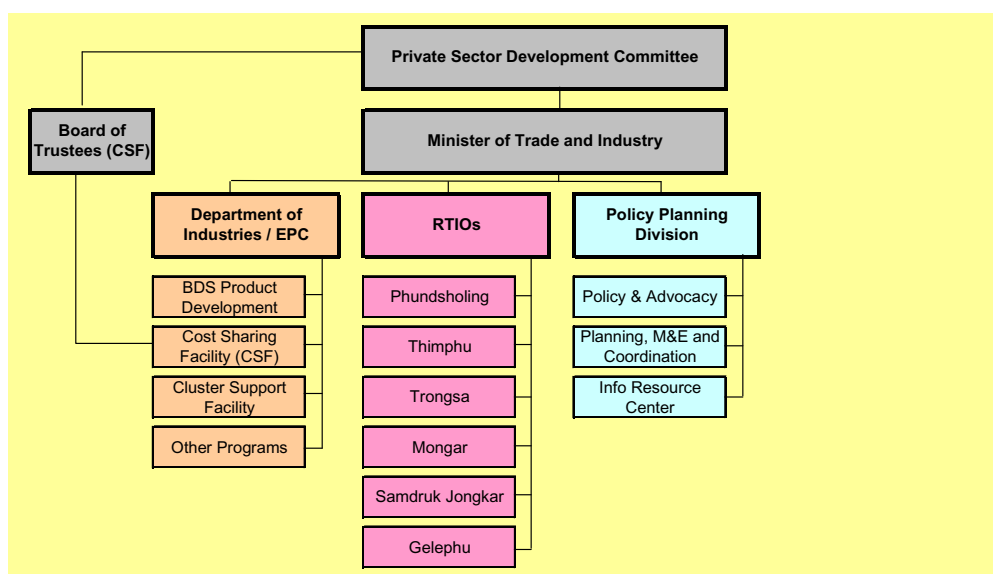 Private Sector Development Committee
Board of
Trustees (CSF)
Minister of Trade and Industry
Department of
Industries / EPC
RTIOs
Policy Planning
Division
BDS Product
Development
Cost Sharing
Facility (CSF)
Cluster Support
Facility
Other Programs
Phundsholing
Thimphu
Trongsa
Mongar
Samdruk Jongkar
Gelephu
Policy & Advocacy
Planning, M&E and
Coordination
Info Resource
Center